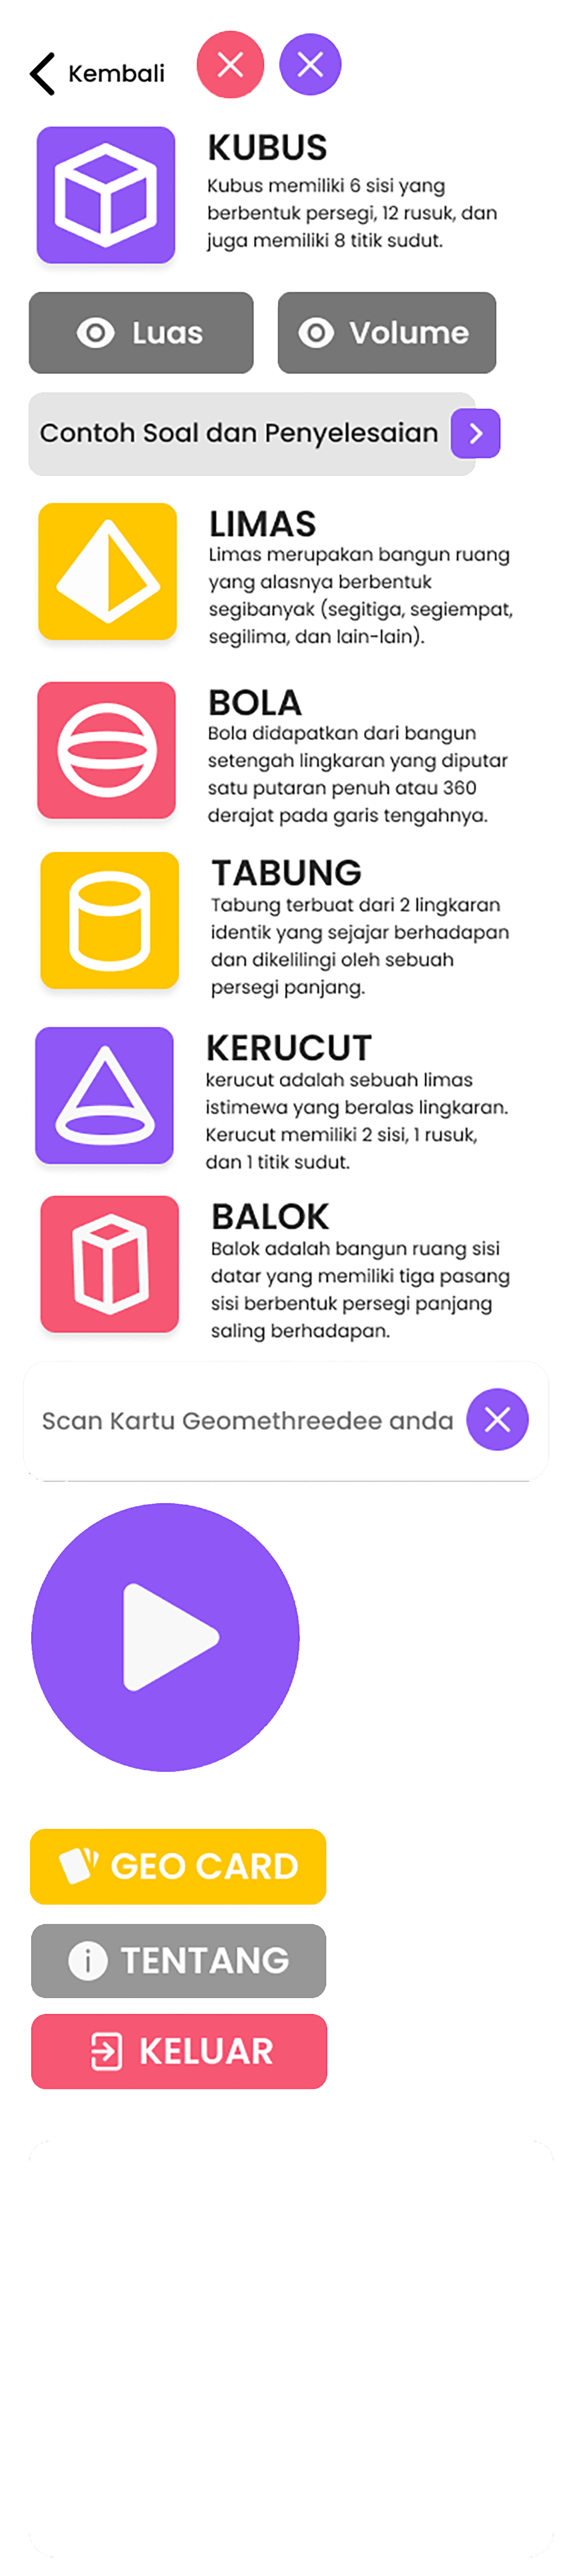 Kembali
KUBUS
Kubus memiliki 6 sisi yang
berbentuk persegi, 12 rusuk, dan
juga memiliki 8 titik sudut.
Luas
Volume
Contoh Soal dan Penyelesaian
LIMAS
Limas merupakan bangun ruang
yang alasnya berbentuk
segibanyak (segitiga, segiempat,
segilima, dan lain-lain).
BOLA
Bola didapatkan dari bangun
setengah lingkaran yang diputar
satu putaran penuh atau 360
derajat pada garis tengahnya.
TABUNG
Tabung terbuat dari 2 lingkaran
identik yang sejajar berhadapan
dan dikelilingi oleh sebuah
persegi panjang.
KERUCUT
kerucut adalah sebuah limas
istimewa yang beralas lingkaran.
Kerucut memiliki 2 sisi, 1 rusuk,
dan 1 titik sudut.
BALOK
Balok adalah bangun ruang sisi
datar yang memiliki tiga pasang
sisi berbentuk persegi panjang
saling berhadapan.
Scan Kartu Geomethreedee anda
GEO CARD
TENTANG
KELUAR